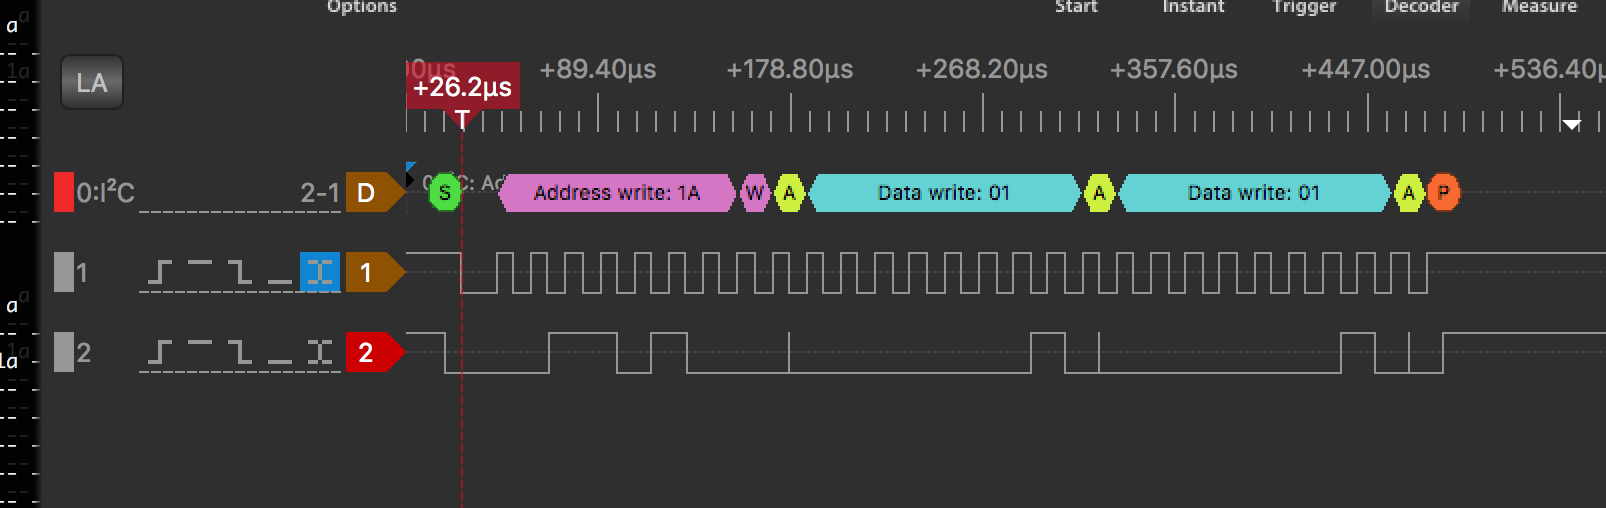 Options Start Instant Trigger Decoder Measure
LA
+26.2µs +89.40µs +178.80µs +268.20µs +357.60µs +447.00µs +536.40µ
T
0:I²C 2-1 D S Address write: 1A W A Data write: 01 A Data write: 01 A P
1 1
2 2